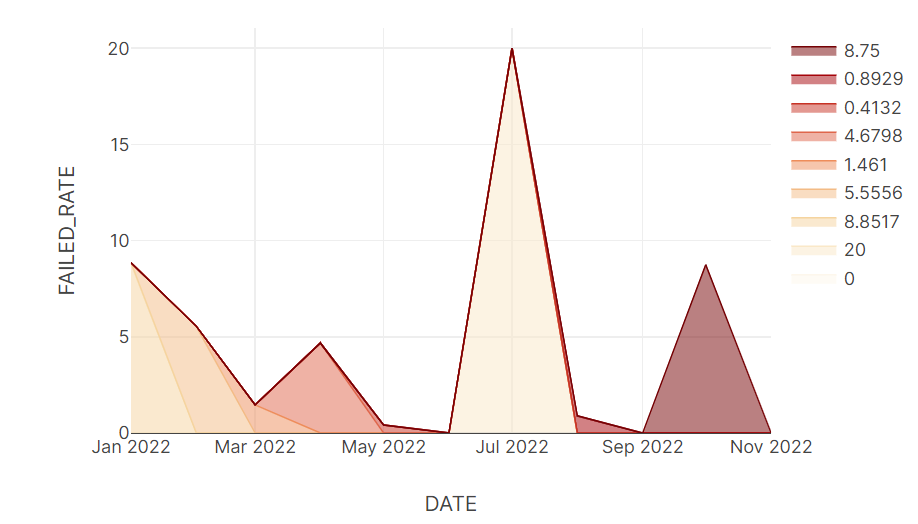 FAILED_RATE
20
15
10
5
0
Jan 2022
Mar 2022
May 2022
Jul 2022
Sep 2022
Nov 2022
DATE
8.75
0.8929
0.4132
4.6798
1.461
5.5556
8.8517
20
0